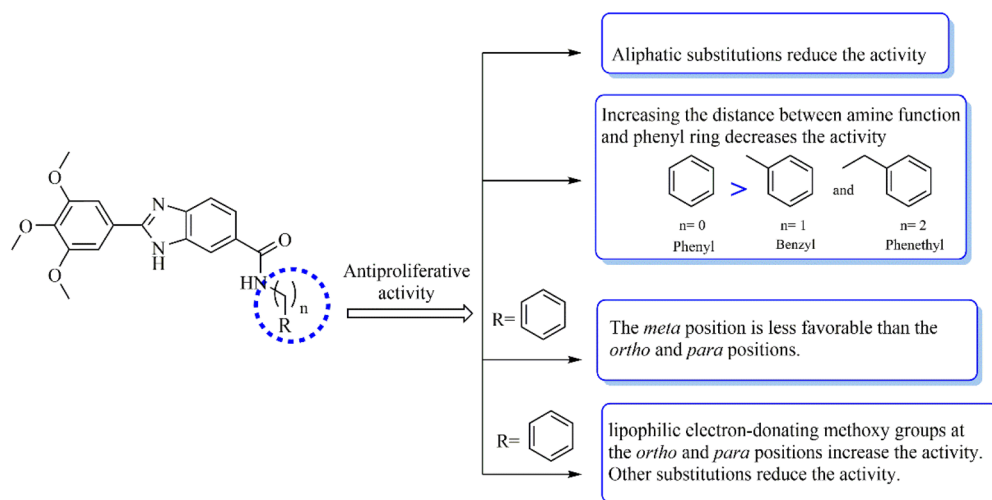 Aliphatic substitutions reduce the activity
Increasing the distance between amine function
and phenyl ring decreases the activity
> and
n= 0 n= 1 n= 2
Phenyl Benzyl Phenethyl
O
O
O
N
N
H
O
HN
( ) n
R
Antiproliferative
activity
R=
The meta position is less favorable than the
ortho and para positions.
R=
lipophilic electron-donating methoxy groups at
the ortho and para positions increase the activity.
Other substitutions reduce the activity.